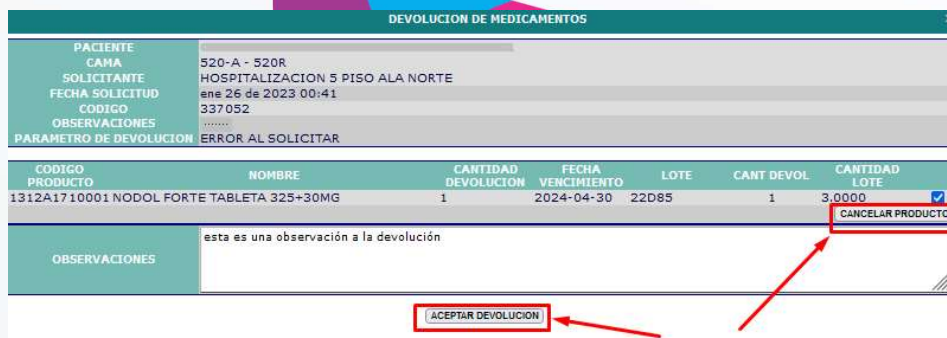 DEVOLUCION DE MEDICAMENTOS
PACIENTE
CAMA 520-A - 520R
SOLICITANTE HOSPITALIZACION 5 PISO ALA NORTE
FECHA SOLICITUD ene 26 de 2023 00:41
CODIGO 337052
OBSERVACIONES .......
PARAMETRO DE DEVOLUCION ERROR AL SOLICITAR
CODIGO PRODUCTO NOMBRE CANTIDAD DEVOLUCION FECHA VENCIMIENTO LOTE CANT DEVOL CANTIDAD LOTE
1312A1710001 NODOL FORTE TABLETA 325+30MG 1 2024-04-30 22D85 1 3.0000
CANCELAR PRODUCTO
OBSERVACIONES esta es una observación a la devolución
ACEPTAR DEVOLUCION